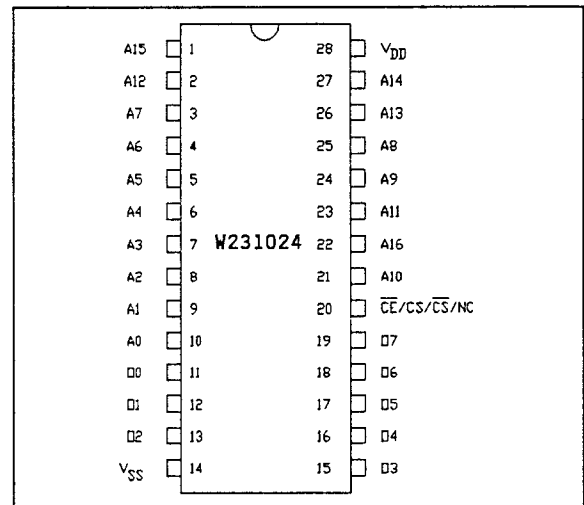 A15 1 28 VDD
A12 2 27 A14
A7 3 26 A13
A6 4 25 A8
A5 5 24 A9
A4 6 23 A11
A3 7 W231024 22 A16
A2 8 21 A10
A1 9 20 C̅E̅/CS/C̅S̅/NC
A0 10 19 D7
D0 11 18 D6
D1 12 17 D5
D2 13 16 D4
VSS 14 15 D3